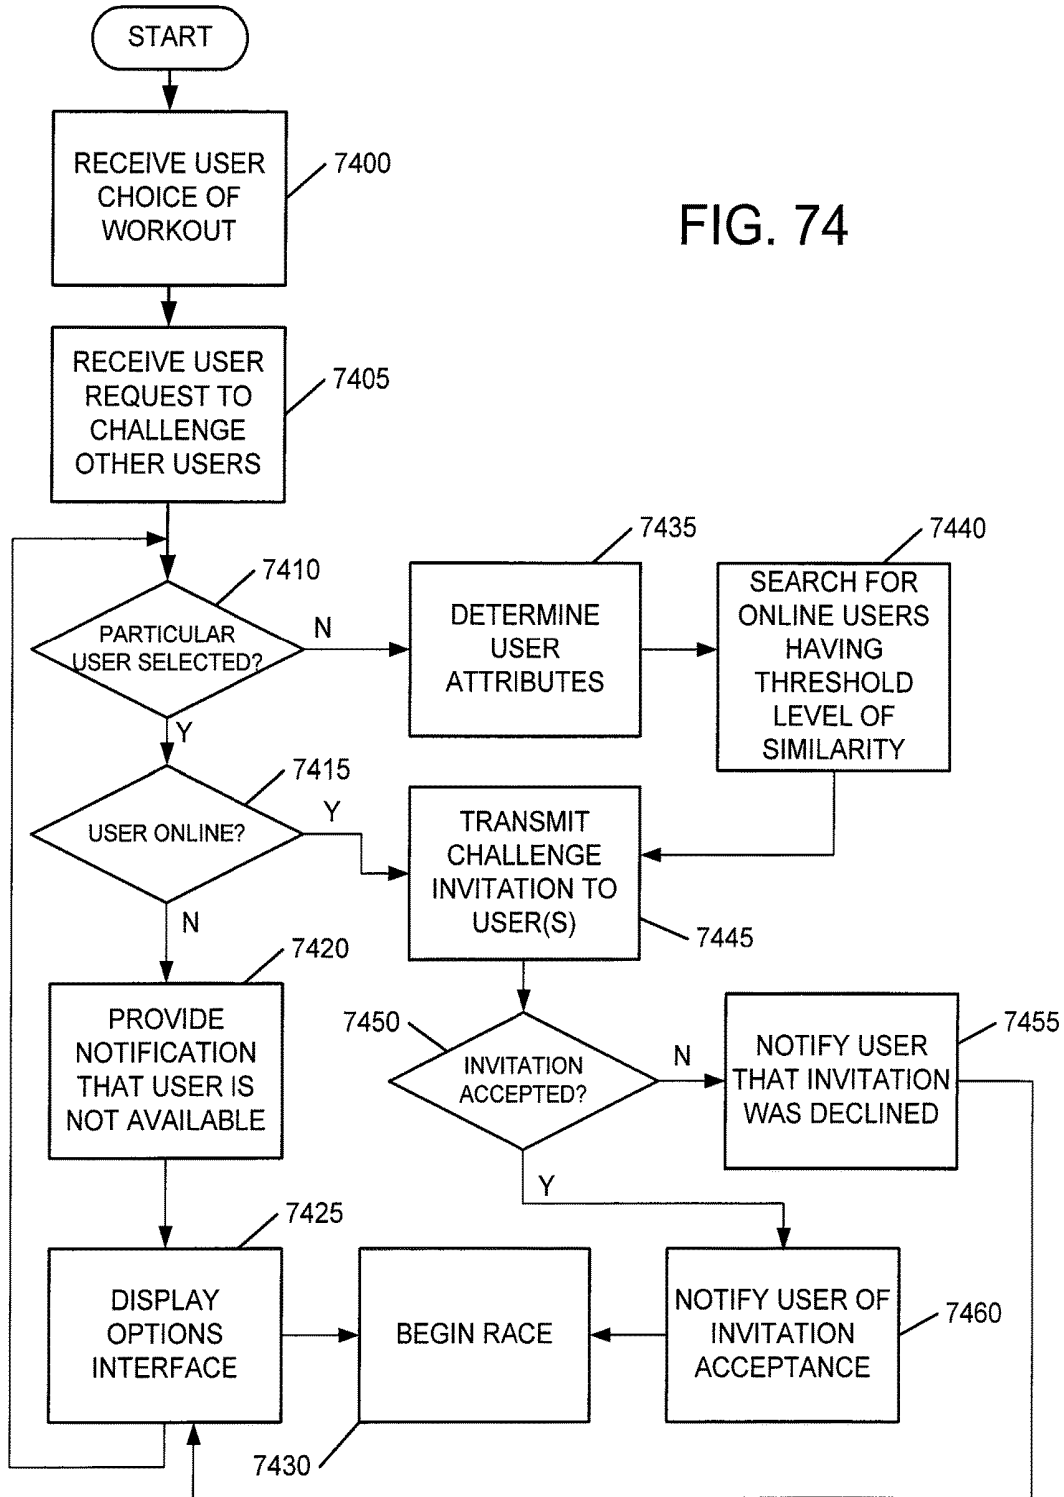 START
RECEIVE USER
CHOICE OF
WORKOUT
7400
FIG. 74
RECEIVE USER
REQUEST TO
CHALLENGE
OTHER USERS
7405
7410
PARTICULAR
USER SELECTED?
N
Y
7435
DETERMINE
USER
ATTRIBUTES
7440
SEARCH FOR
ONLINE USERS
HAVING
THRESHOLD
LEVEL OF
SIMILARITY
7415
USER ONLINE?
Y
N
TRANSMIT
CHALLENGE
INVITATION TO
USER(S)
7445
7420
PROVIDE
NOTIFICATION
THAT USER IS
NOT AVAILABLE
7450
INVITATION
ACCEPTED?
N
Y
7455
NOTIFY USER
THAT INVITATION
WAS DECLINED
7425
DISPLAY
OPTIONS
INTERFACE
BEGIN RACE
7430
NOTIFY USER OF
INVITATION
ACCEPTANCE
7460